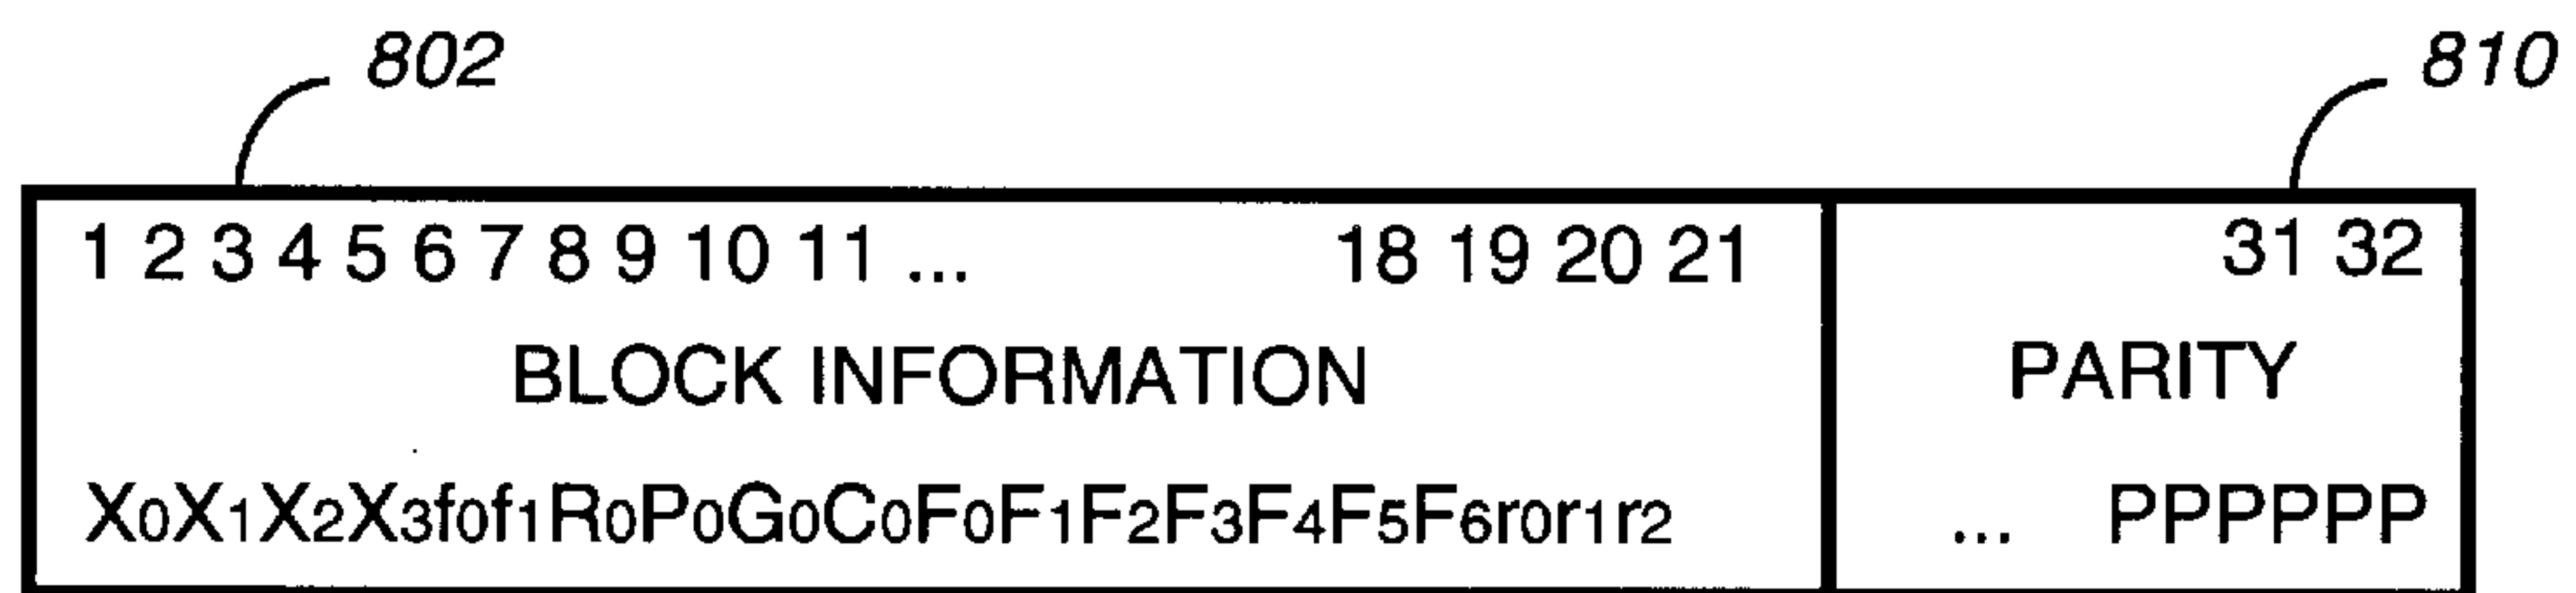 802 810
1 2 3 4 5 6 7 8 9 10 11 ... 18 19 20 21 31 32
BLOCK INFORMATION PARITY
X0X1X2X3f0f1R0P0G0C0F0F1F2F3F4F5F6r0r1r2 ... PPPPPP